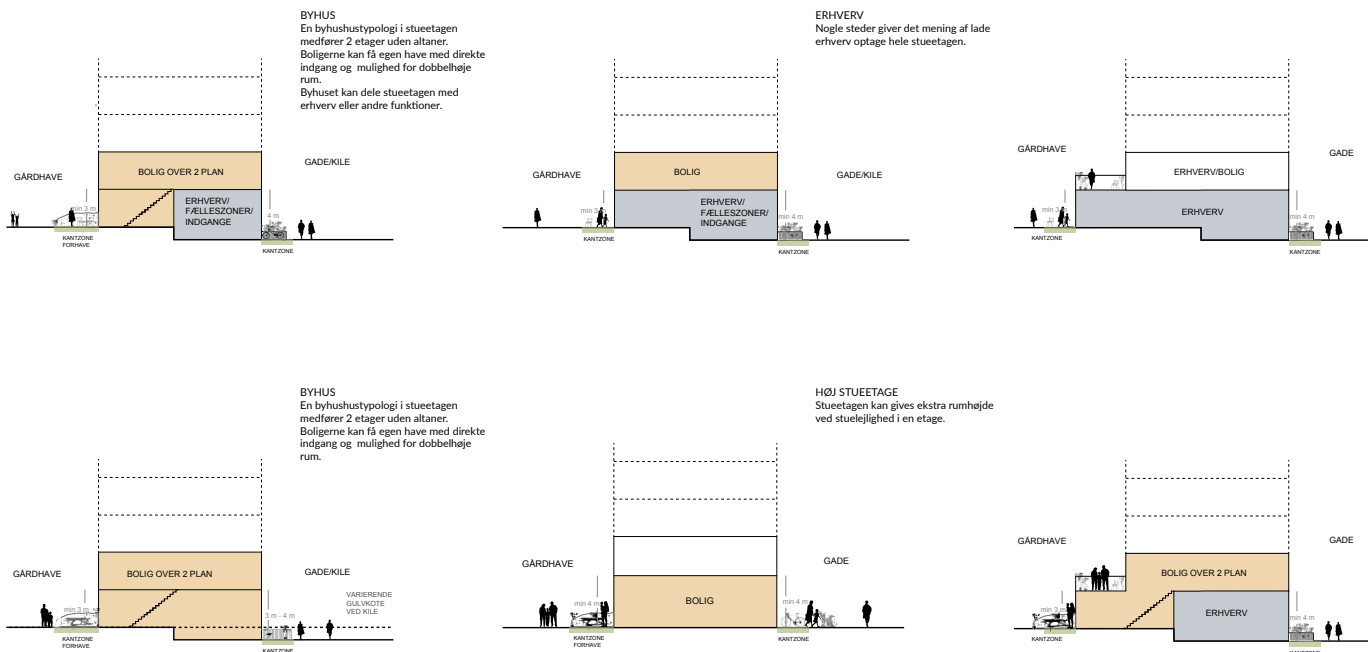 BYHUS
En byhushustypologi i stueetagen
medfører 2 etager uden altaner.
Boligerne kan få egen have med direkte
indgang og mulighed for dobbelhøje
rum.
Byhuset kan dele stueetagen med
erhverv eller andre funktioner.
GÅRDHAVE
GADE/KILE
BOLIG OVER 2 PLAN
ERHVERV/
FÆLLESZONER/
INDGANGE
min 3 m
4 m
KANTZONE
FORHAVE
KANTZONE
GÅRDHAVE
GADE/KILE
BOLIG
ERHVERV/
FÆLLESZONER/
INDGANGE
min 3
min 4 m
KANTZONE
KANTZONE
ERHVERV
Nogle steder giver det mening af lade
erhverv optage hele stueetagen.
GÅRDHAVE
GADE
ERHVERV/BOLIG
ERHVERV
min 3
min 4 m
KANTZONE
KANTZONE
BYHUS
En byhushustypologi i stueetagen
medfører 2 etager uden altaner.
Boligerne kan få egen have med direkte
indgang og mulighed for dobbelhøje
rum.
GÅRDHAVE
GADE/KILE
BOLIG OVER 2 PLAN
VARIERENDE
GULVKOTE
VED KILE
min 3 m
3 m - 4 m
KANTZONE
FORHAVE
KANTZONE
GÅRDHAVE
GADE
BOLIG
min 4 m
min 4
KANTZONE
FORHAVE
KANTZONE
HØJ STUEETAGE
Stueetagen kan gives ekstra rumhøjde
ved stuelejlighed i en etage.
GÅRDHAVE
GADE
BOLIG OVER 2 PLAN
ERHVERV
min 3 m
min 4 m
KANTZONE
KANTZONE